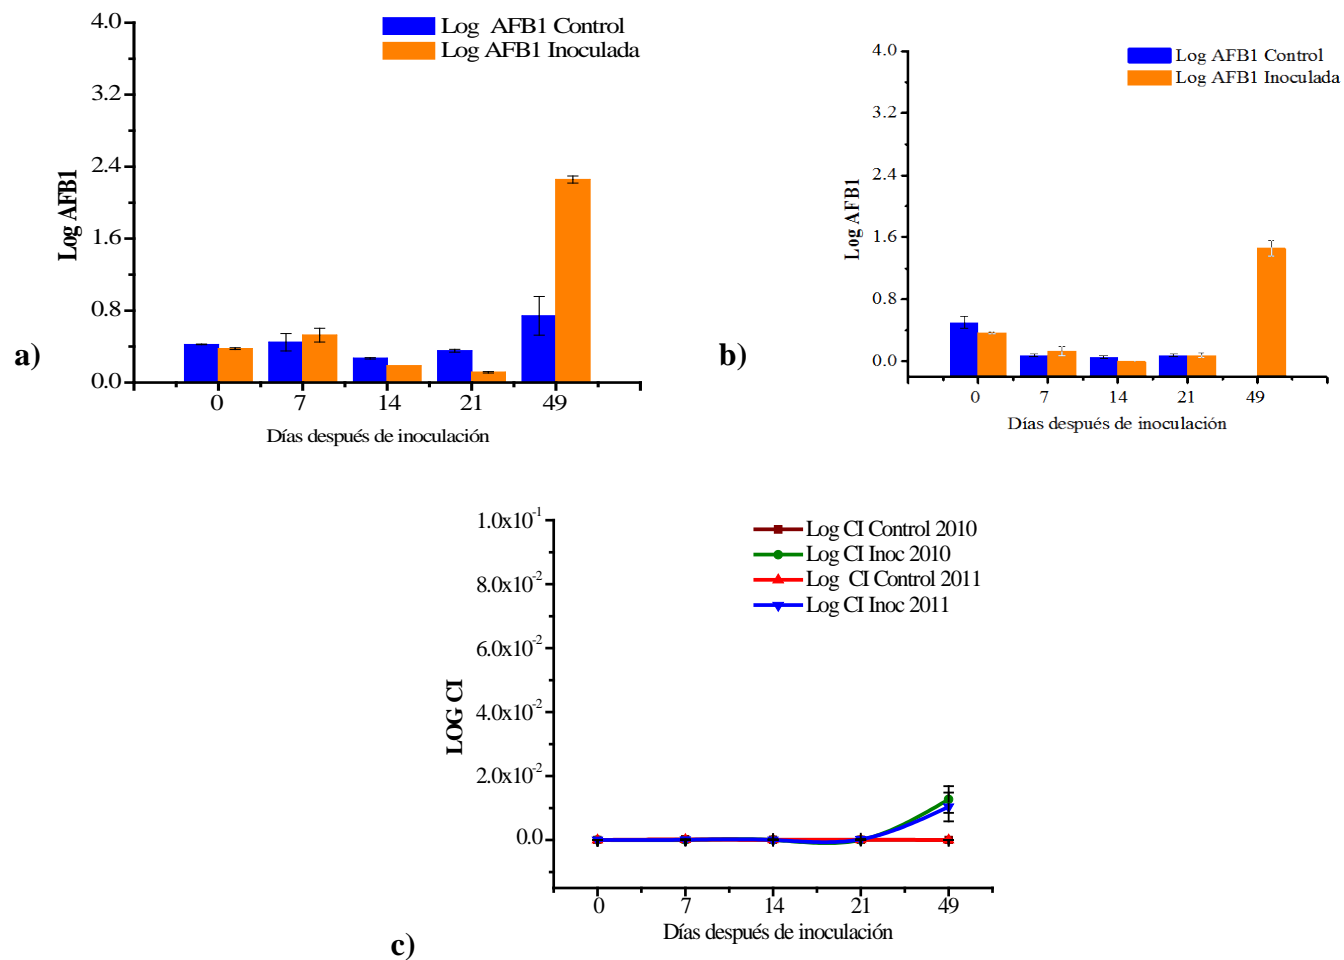 Log AFB1 Control
Log AFB1 Inoculada
4.0
3.2
2.4
1.6
0.8
0.0
Log AFB1
0 7 14 21 49
Días después de inoculación
a)
Log AFB1 Control
Log AFB1 Inoculada
4.0
3.2
2.4
1.6
0.8
0.0
Log AFB1
0 7 14 21 49
Días después de inoculación
b)
Log CI Control 2010
Log CI Inoc 2010
Log CI Control 2011
Log CI Inoc 2011
1.0x10⁻¹
8.0x10⁻²
6.0x10⁻²
4.0x10⁻²
2.0x10⁻²
0.0
LOG CI
0 7 14 21 49
Días después de inoculación
c)